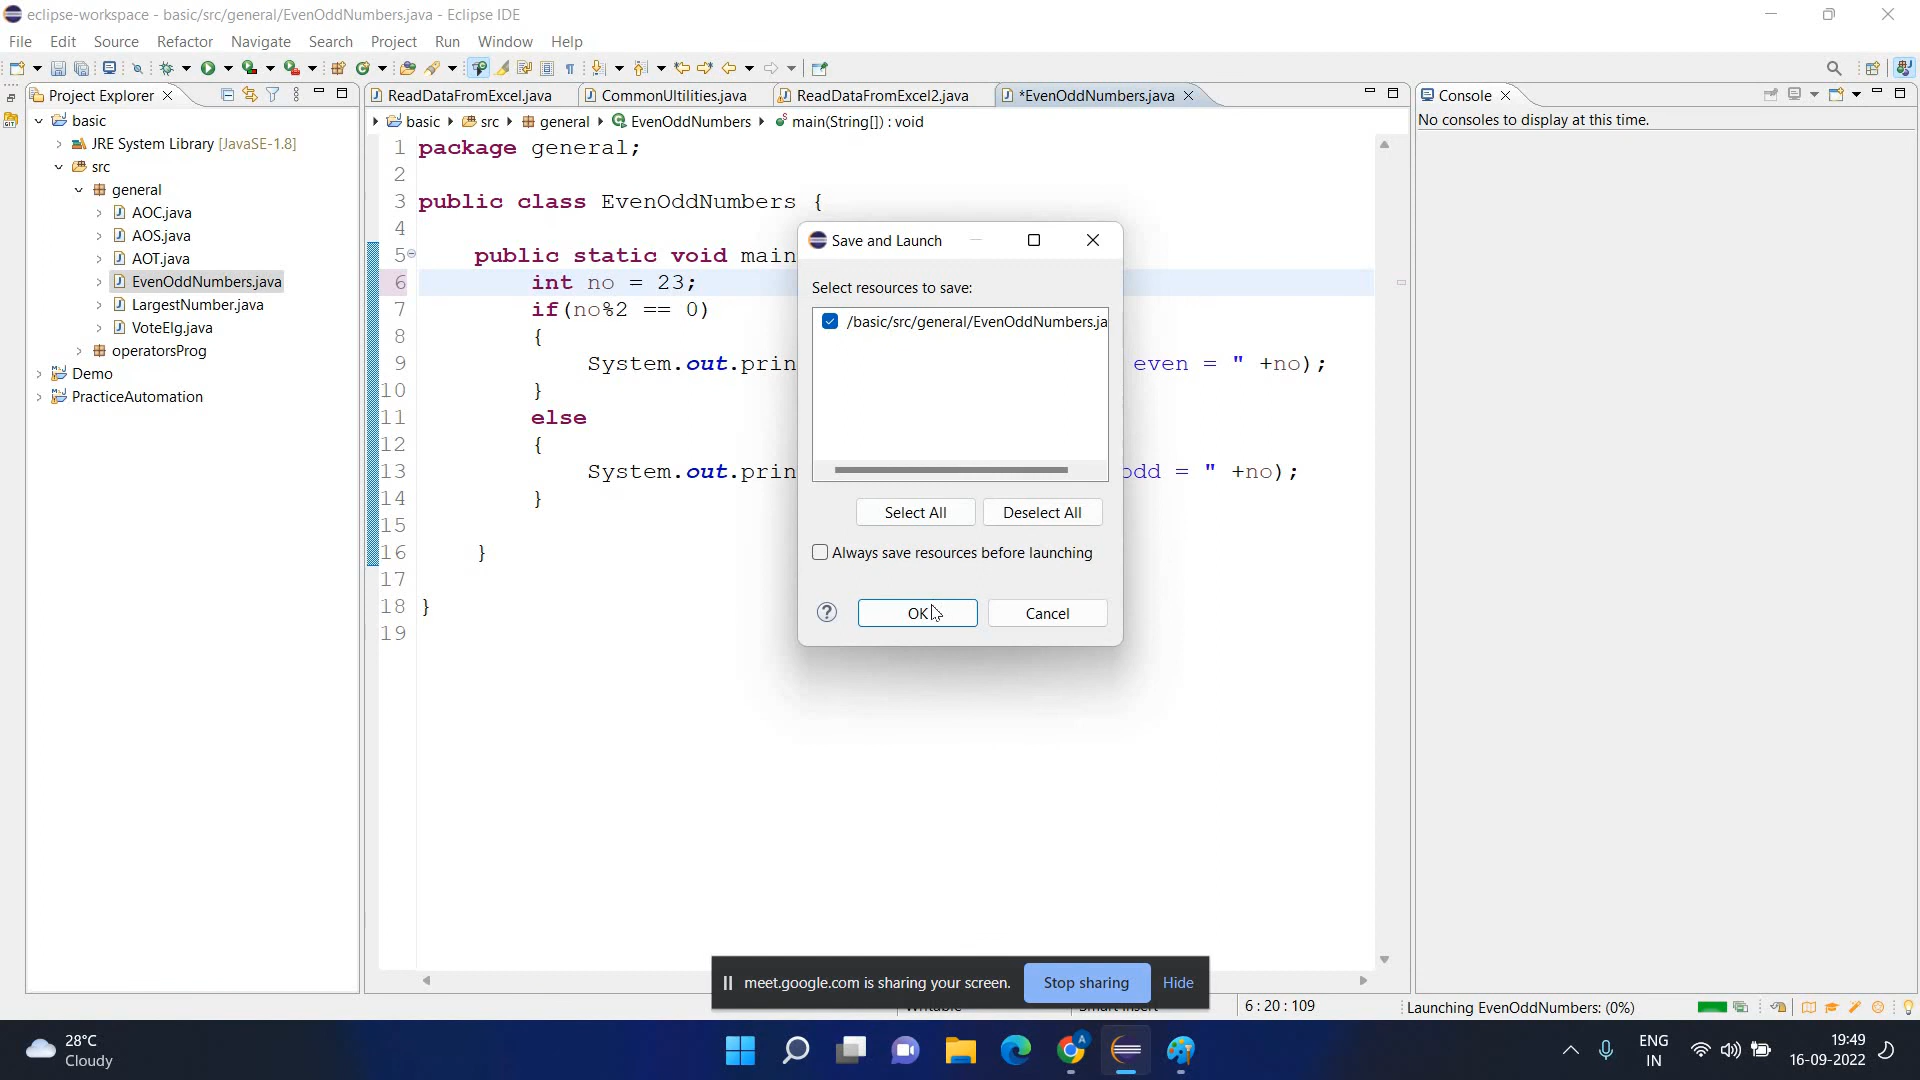 eclipse-workspace - basic/src/general/EvenOddNumbers.java - Eclipse IDE
File Edit Source Refactor Navigate Search Project Run Window Help
Project Explorer
basic
JRE System Library [JavaSE-1.8]
src
general
AOC.java
AOS.java
AOT.java
EvenOddNumbers.java
LargestNumber.java
VoteElg.java
operatorsProg
Demo
PracticeAutomation
ReadDataFromExcel.java CommonUltilities.java ReadDataFromExcel2.java *EvenOddNumbers.java
basic src general EvenOddNumbers main(String[]) : void
1 package general;
2
3 public class EvenOddNumbers {
4
5 public static void main
6 int no = 23;
7 if(no%2 == 0)
8 {
9 System.out.prin even = " +no);
10 }
11 else
12 {
13 System.out.prin odd = " +no);
14 }
15
16 }
17
18 }
19
Save and Launch
Select resources to save:
/basic/src/general/EvenOddNumbers.ja
Select All Deselect All
Always save resources before launching
OK Cancel
Console
No consoles to display at this time.
meet.google.com is sharing your screen. Stop sharing Hide
6 : 20 : 109
Launching EvenOddNumbers: (0%)
28°C
Cloudy
ENG
IN
19:49
16-09-2022